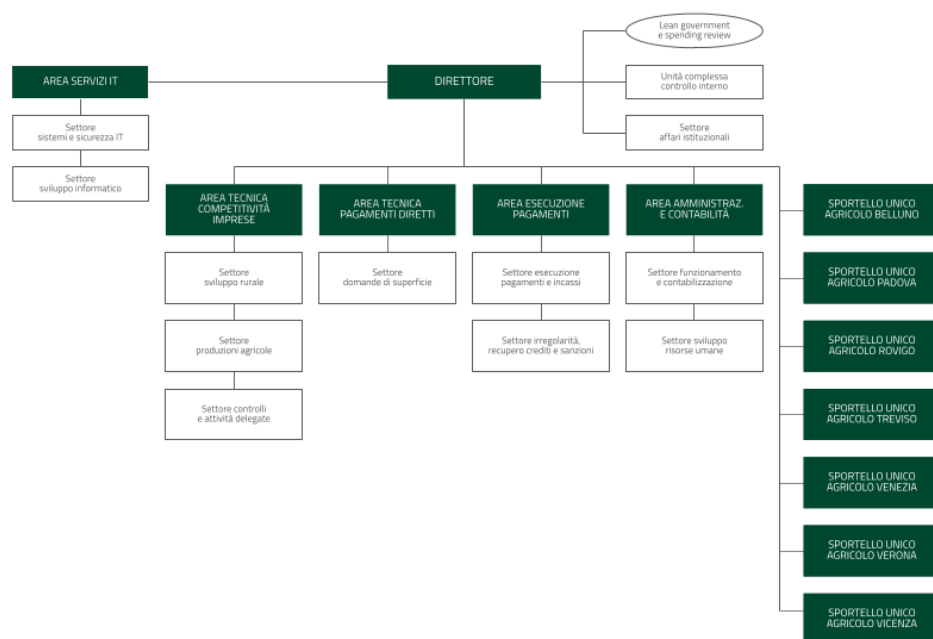 Lean government
e spending review
AREA SERVIZI IT
DIRETTORE
Unità complessa
controllo interno
Settore
sistemi e sicurezza IT
Settore
affari istituzionali
Settore
sviluppo informatico
AREA TECNICA
COMPETITIVITÀ
IMPRESE
AREA TECNICA
PAGAMENTI DIRETTI
AREA ESECUZIONE
PAGAMENTI
AREA AMMINISTRAZ.
E CONTABILITÀ
SPORTELLO UNICO
AGRICOLO BELLUNO
Settore
sviluppo rurale
Settore
domande di superficie
Settore esecuzione
pagamenti e incassi
Settore funzionamento
e contabilizzazione
SPORTELLO UNICO
AGRICOLO PADOVA
Settore
produzioni agricole
Settore irregolarità,
recupero crediti e sanzioni
Settore sviluppo
risorse umane
SPORTELLO UNICO
AGRICOLO ROVIGO
Settore controlli
e attività delegate
SPORTELLO UNICO
AGRICOLO TREVISO
SPORTELLO UNICO
AGRICOLO VENEZIA
SPORTELLO UNICO
AGRICOLO VERONA
SPORTELLO UNICO
AGRICOLO VICENZA